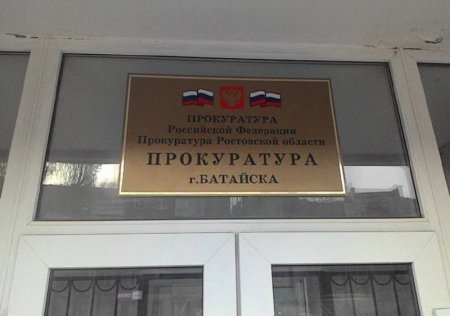 ПРОКУРАТУРА
Российской Федерации
Прокуратура Ростовской области
ПРОКУРАТУРА
г.БАТАЙСКА